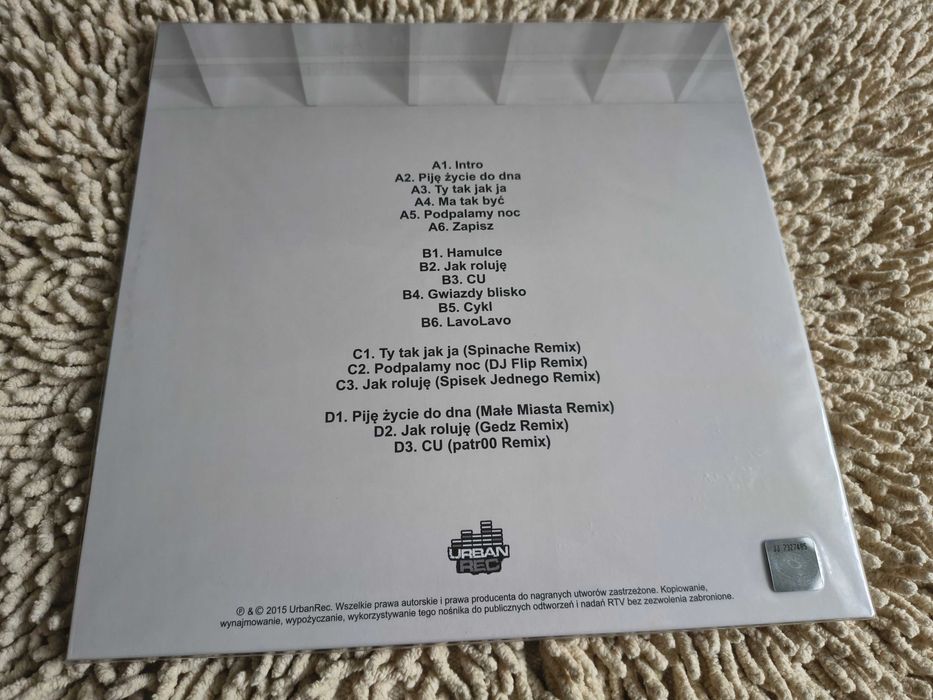 A1. Intro
A2. Piję życie do dna
A3. Ty tak jak ja
A4. Ma tak być
A5. Podpalamy noc
A6. Zapisz
B1. Hamulce
B2. Jak roluję
B3. CU
B4. Gwiazdy blisko
B5. Cykl
B6. LavoLavo
C1. Ty tak jak ja (Spinache Remix)
C2. Podpalamy noc (DJ Flip Remix)
C3. Jak roluję (Spisek Jednego Remix)
D1. Piję życie do dna (Małe Miasta Remix)
D2. Jak roluję (Gedz Remix)
D3. CU (patr00 Remix)
URBAN
REC
℗ & © 2015 UrbanRec. Wszelkie prawa autorskie i prawa producenta do nagranych utworów zastrzeżone. Kopiowanie,
wynajmowanie, wypożyczanie, wykorzystywanie tego nośnika do publicznych odtworzeń i nadań RTV bez zezwolenia zabronione.